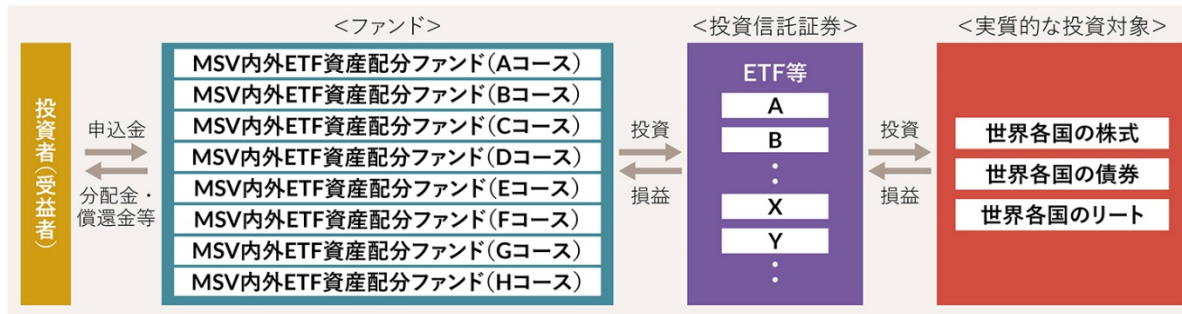 ＜ファンド＞
＜投資信託証券＞
＜実質的な投資対象＞
投資者（受益者）
申込金
分配金・
償還金等
MSV内外ETF資産配分ファンド（Aコース）
MSV内外ETF資産配分ファンド（Bコース）
MSV内外ETF資産配分ファンド（Cコース）
MSV内外ETF資産配分ファンド（Dコース）
MSV内外ETF資産配分ファンド（Eコース）
MSV内外ETF資産配分ファンド（Fコース）
MSV内外ETF資産配分ファンド（Gコース）
MSV内外ETF資産配分ファンド（Hコース）
投資
損益
ETF等
A
B
・
・
X
Y
・
・
投資
損益
世界各国の株式
世界各国の債券
世界各国のリート